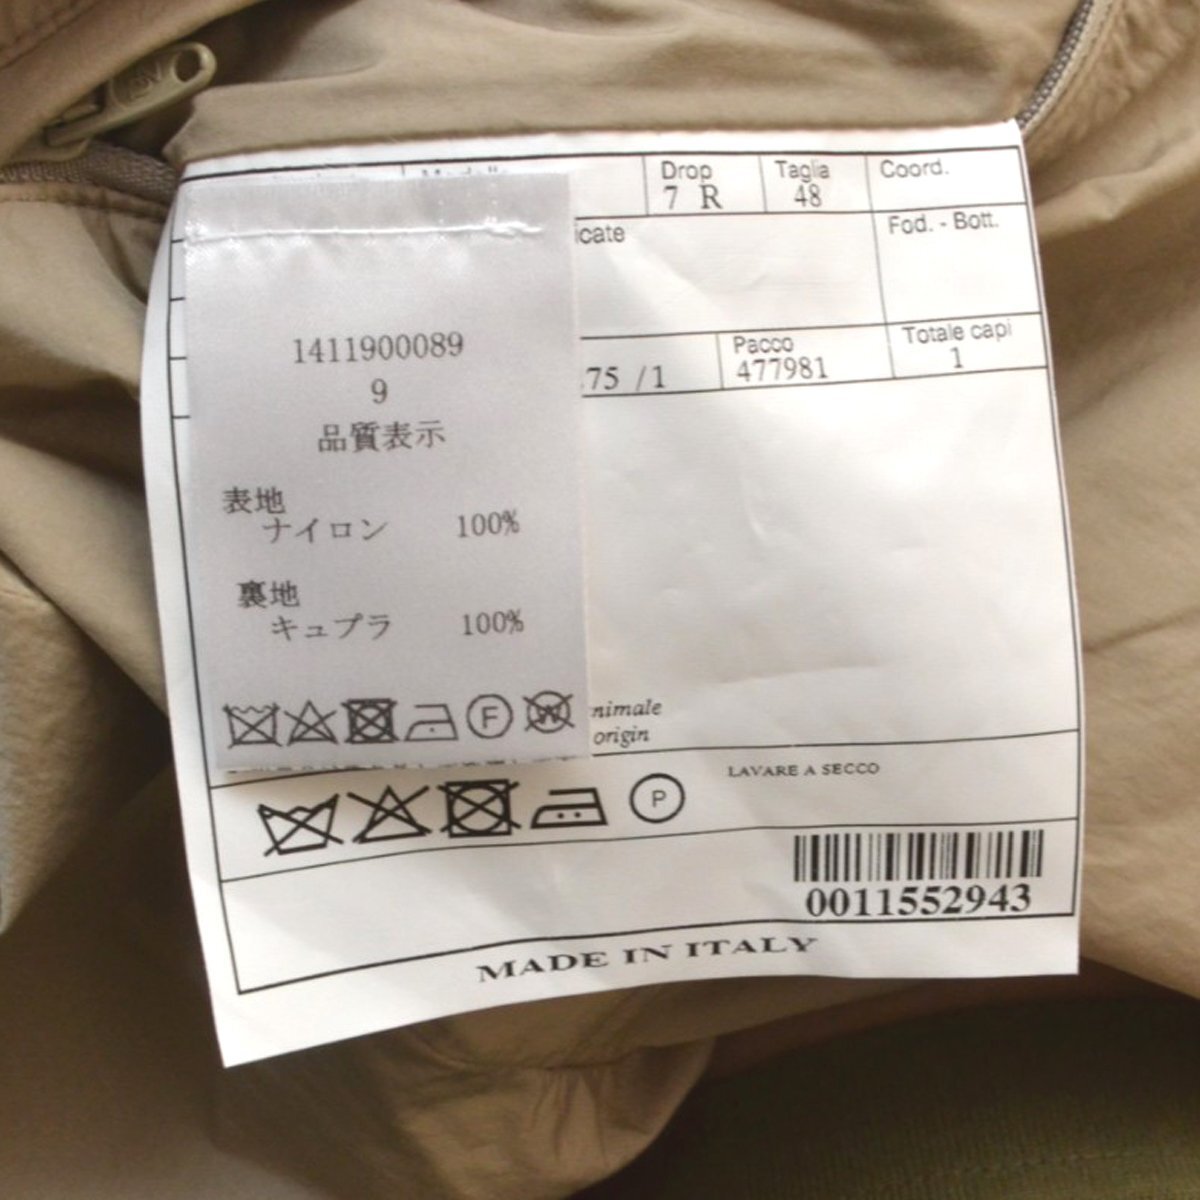 Drop Taglia Coord.
7 R 48
icate Fod. - Bott.
Pacco Totale capi
75 /1 477981 1
1411900089
9
品質表示
表地
ナイロン 100%
裏地
キュプラ 100%
F W
nimale
origin
LAVARE A SECCO
P
0011552943
MADE IN ITALY